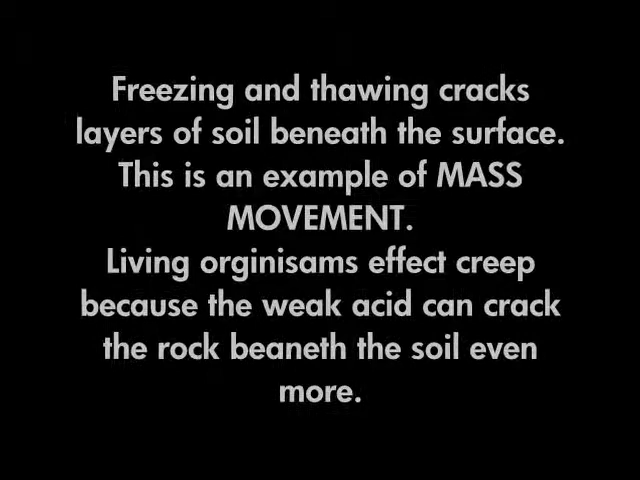 Freezing and thawing cracks
layers of soil beneath the surface.
This is an example of MASS
MOVEMENT.
Living orginisams effect creep
because the weak acid can crack
the rock beaneth the soil even
more.